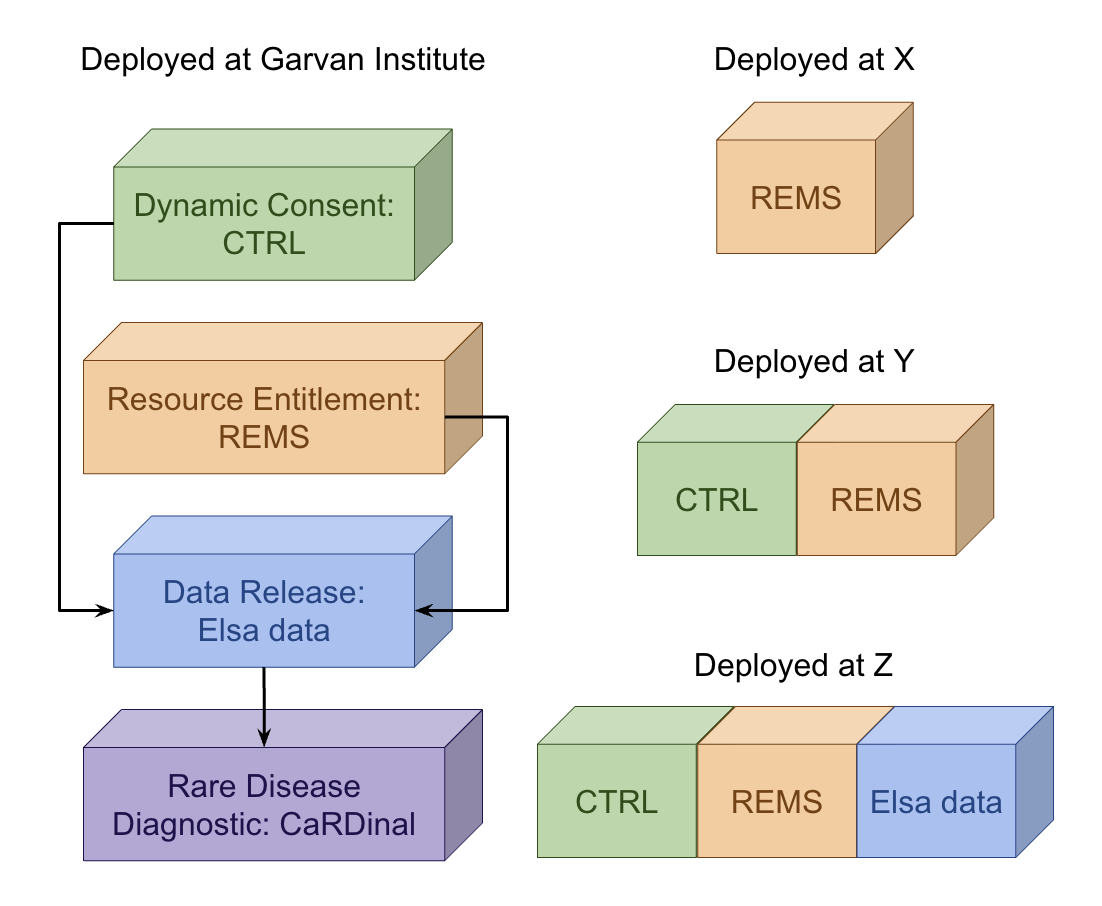 Deployed at Garvan Institute
Dynamic Consent:
CTRL
Resource Entitlement:
REMS
Data Release:
Elsa data
Rare Disease
Diagnostic: CaRDinal
Deployed at X
REMS
Deployed at Y
CTRL
REMS
Deployed at Z
CTRL
REMS
Elsa data